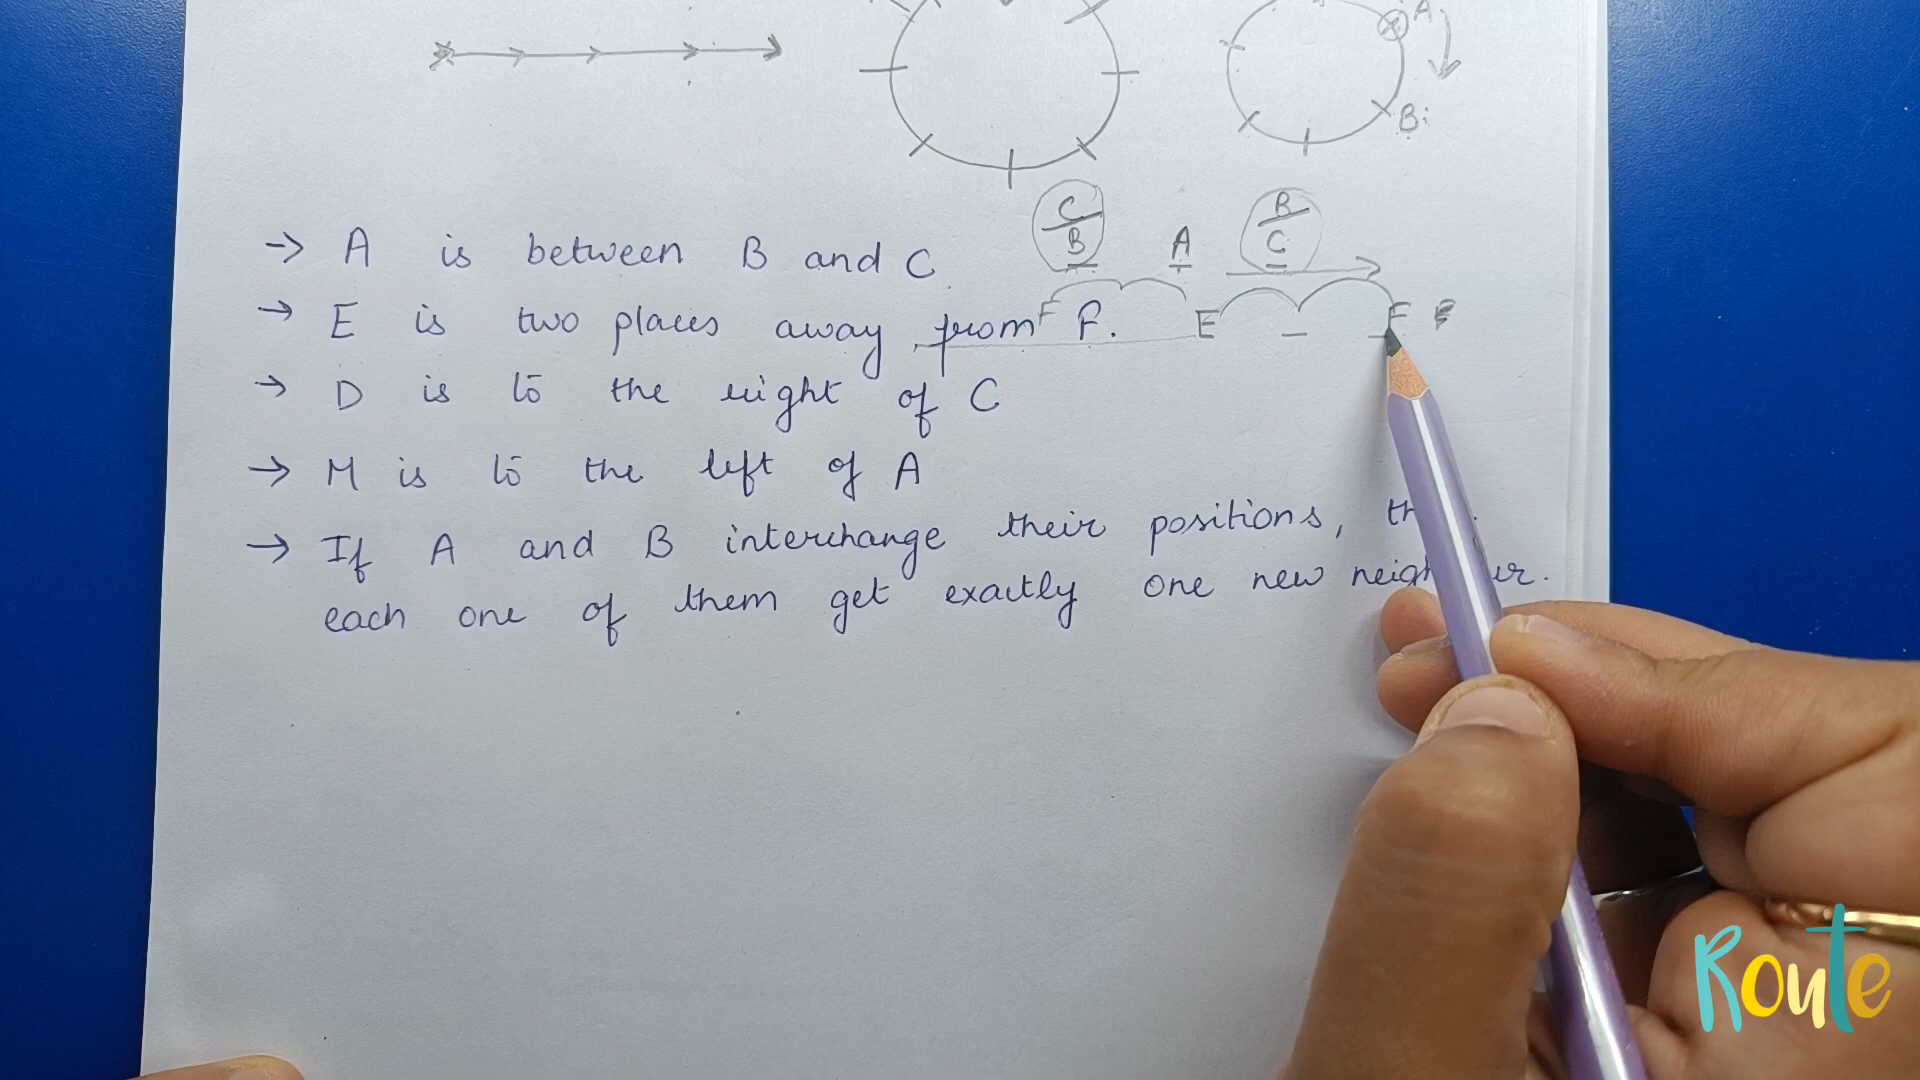 A
B
C B
B A C
→ A is between B and C
→ E is two places away from F. F E F
→ D is to the right of C
→ M is to the left of A
→ If A and B interchange their positions,
each one of them get exactly one new
Route